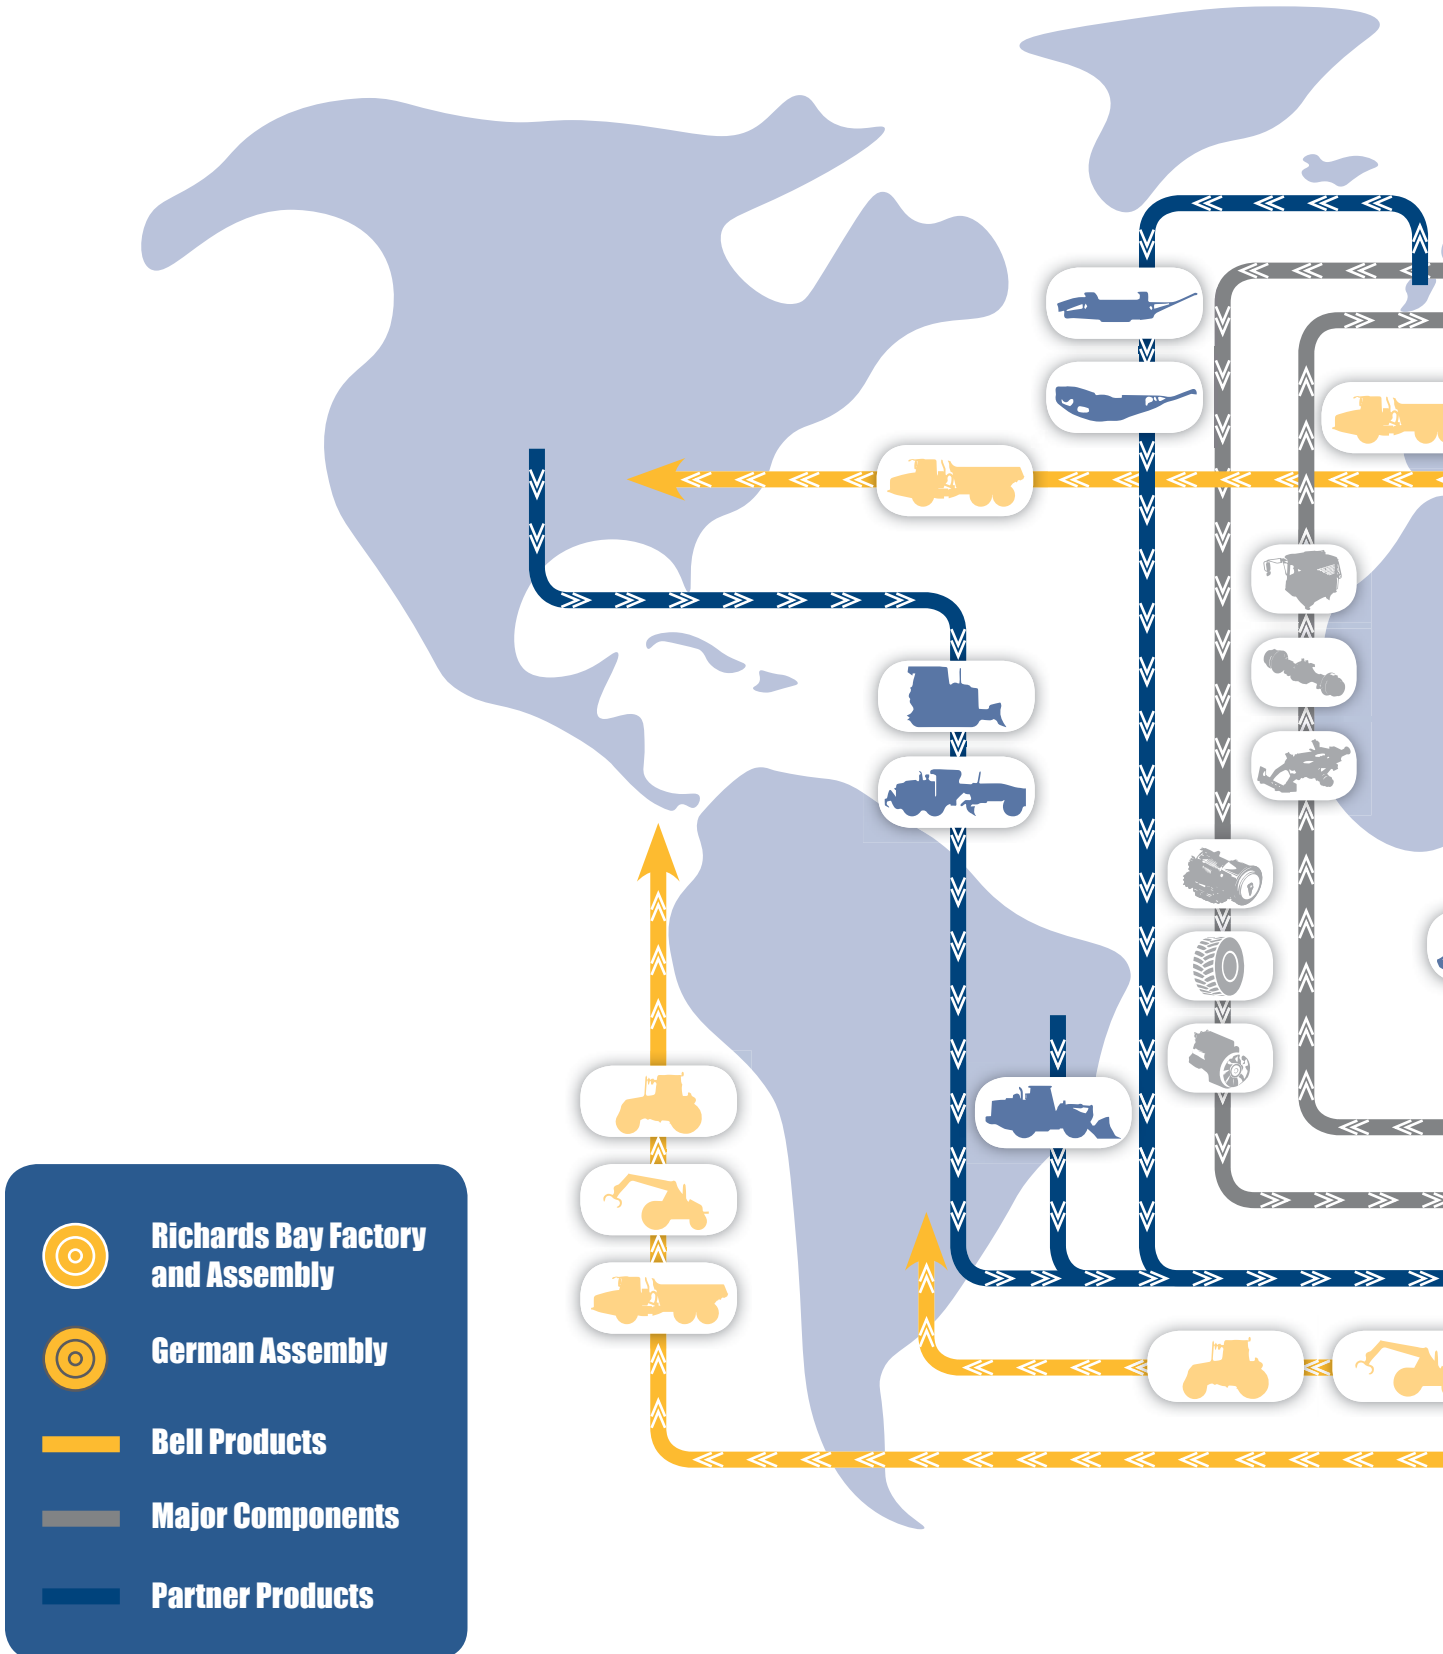 Richards Bay Factory
and Assembly
German Assembly
Bell Products
Major Components
Partner Products